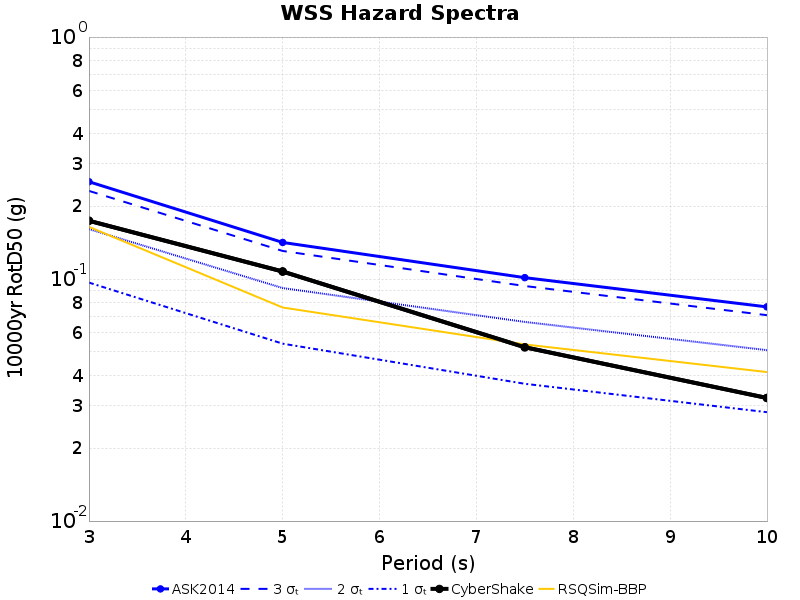 WSS Hazard Spectra
10000yr RotD50 (g)
10⁰
8
6
4
3
2
10⁻¹
8
6
4
3
2
10⁻²
3 4 5 6 7 8 9 10
Period (s)
ASK2014 3 σₜ 2 σₜ 1 σₜ CyberShake RSQSim-BBP